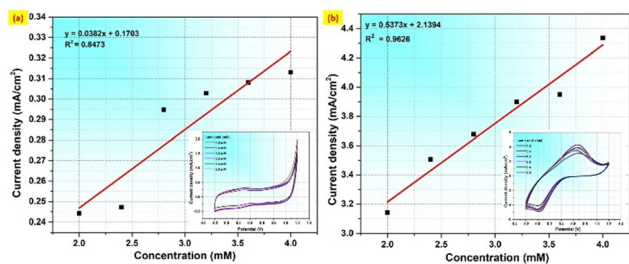 (a)
y = 0.0382x + 0.1703
R² = 0.8473
Current density (mA/cm²)
0.34
0.33
0.32
0.31
0.30
0.29
0.28
0.27
0.26
0.25
0.24
2.0 2.5 3.0 3.5 4.0
Concentration (mM)
Current density (mA/cm²)
Potential (V)
(b)
y = 0.5373x + 2.1394
R² = 0.9626
Current density (mA/cm²)
4.4
4.2
4.0
3.8
3.6
3.4
3.2
3.0
2.0 2.5 3.0 3.5 4.0
Concentration (mM)
Current density (mA/cm²)
Potential (V)